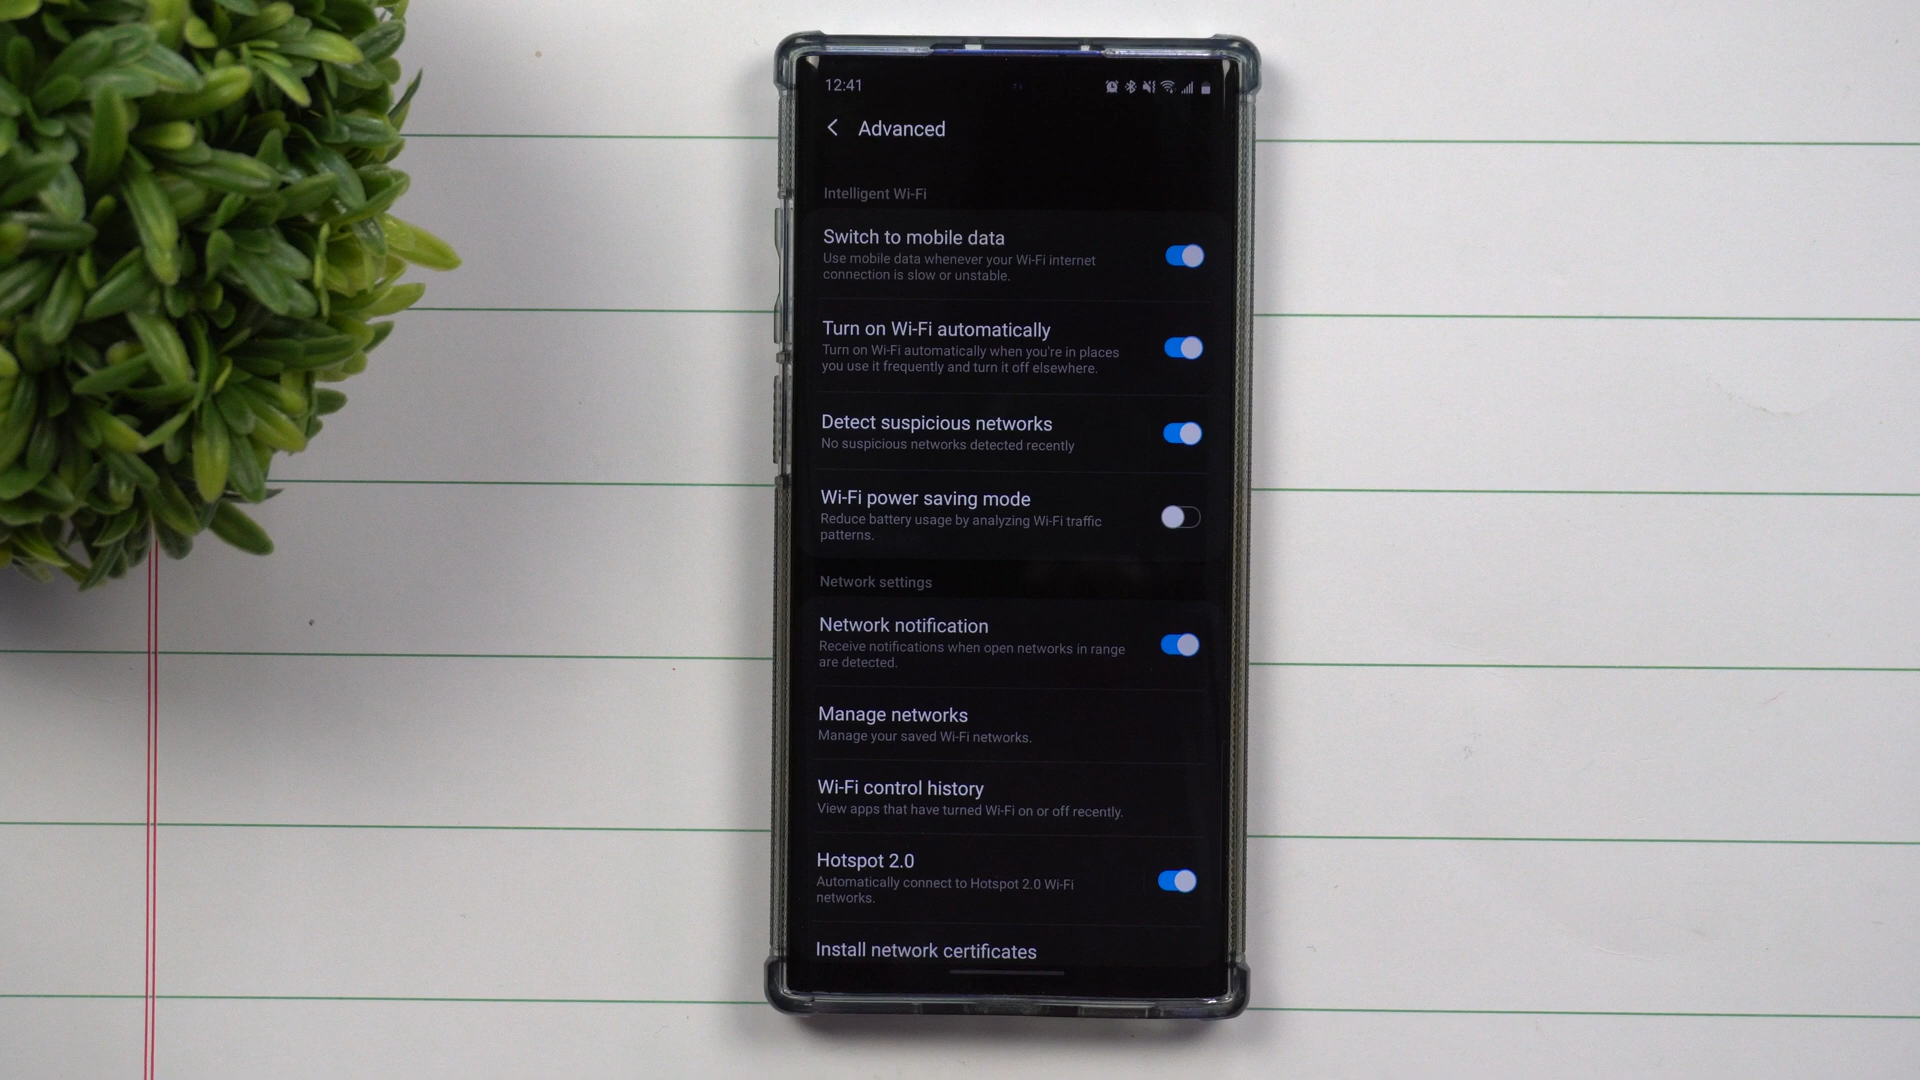 12:41
Advanced
Intelligent Wi-Fi
Switch to mobile data
Use mobile data whenever your Wi-Fi internet
connection is slow or unstable.
Turn on Wi-Fi automatically
Turn on Wi-Fi automatically when you're in places
you use it frequently and turn it off elsewhere.
Detect suspicious networks
No suspicious networks detected recently
Wi-Fi power saving mode
Reduce battery usage by analyzing Wi-Fi traffic
patterns.
Network settings
Network notification
Receive notifications when open networks in range
are detected.
Manage networks
Manage your saved Wi-Fi networks.
Wi-Fi control history
View apps that have turned Wi-Fi on or off recently.
Hotspot 2.0
Automatically connect to Hotspot 2.0 Wi-Fi
networks.
Install network certificates